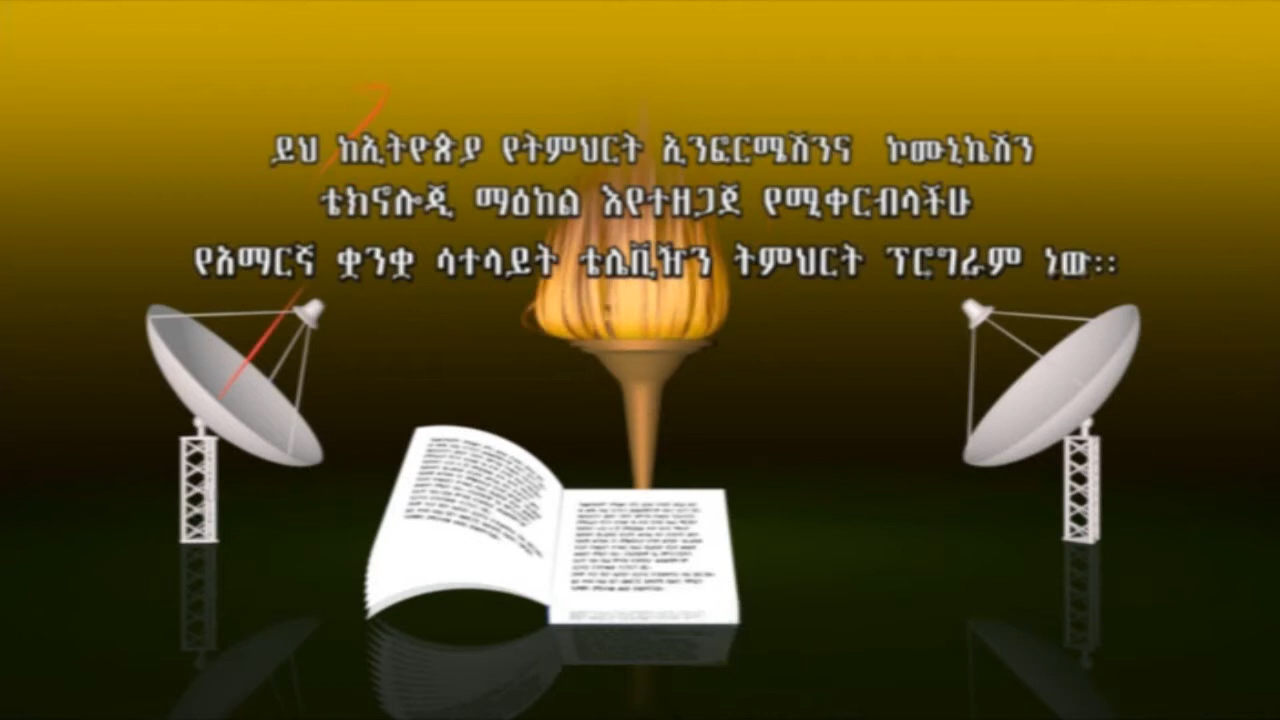 ይህ ከኢትዮጵያ የትምህርት ኢንፎርሜሽንና ኮሙኒኬሽን
ቴክኖሎጂ ማዕከል እየተዘጋጀ የሚቀርብላችሁ
የአማርኛ ቋንቋ ሳተላይት ቴሌቪዥን ትምህርት ፕሮግራም ነው፡፡